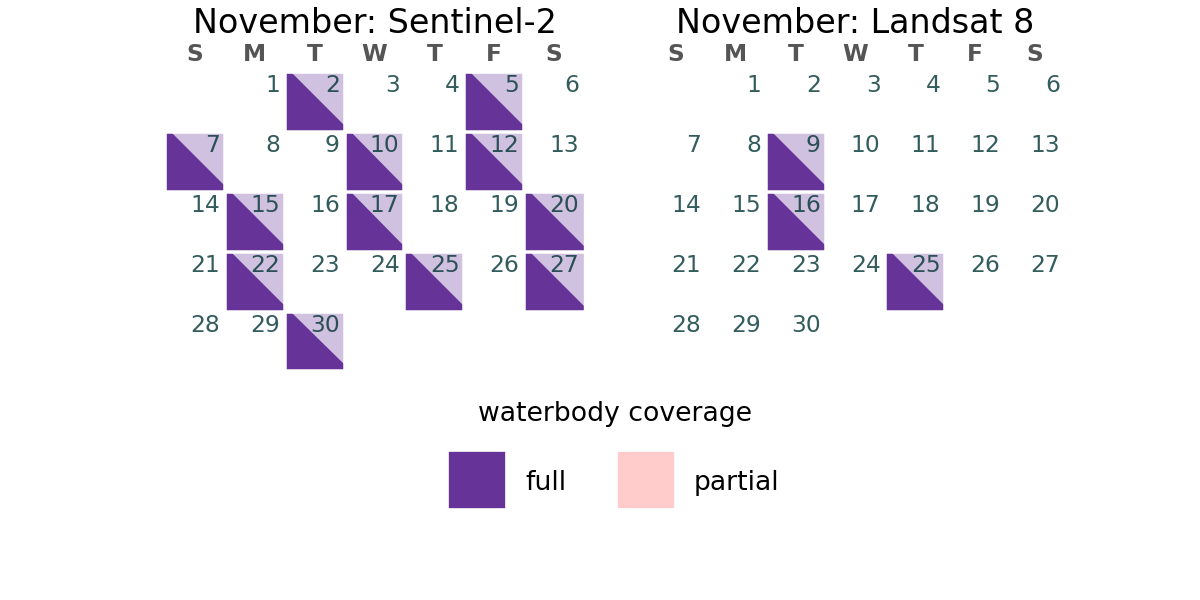 November: Sentinel-2
S M T W T F S
1 2 3 4 5 6
7 8 9 10 11 12 13
14 15 16 17 18 19 20
21 22 23 24 25 26 27
28 29 30
November: Landsat 8
S M T W T F S
1 2 3 4 5 6
7 8 9 10 11 12 13
14 15 16 17 18 19 20
21 22 23 24 25 26 27
28 29 30
waterbody coverage
full partial